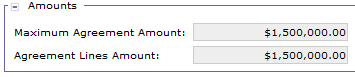 Amounts
Maximum Agreement Amount: $1,500,000.00
Agreement Lines Amount: $1,500,000.00